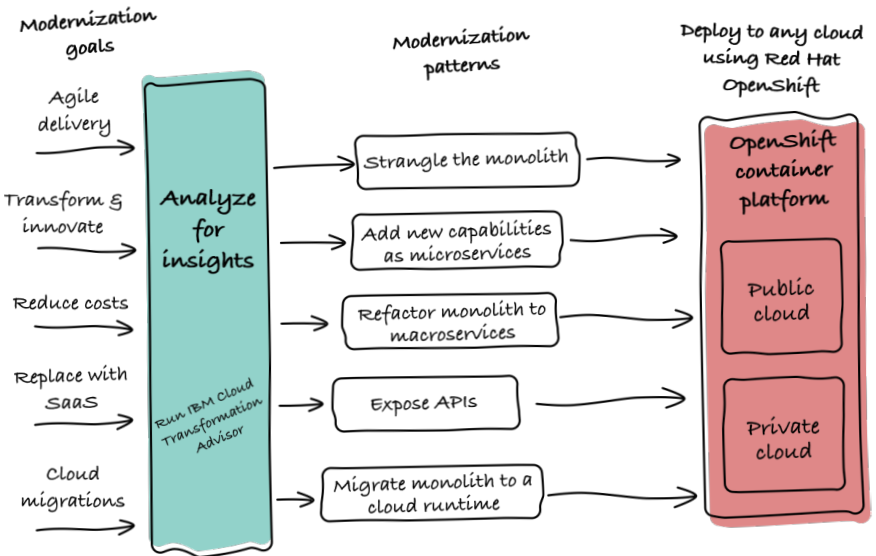 Modernization
goals
Agile
delivery
Transform &
innovate
Reduce costs
Replace with
SaaS
Cloud
migrations
Analyze
for
insights
Run IBM Cloud
Transformation
Advisor
Modernization
patterns
Strangle the monolith
Add new capabilities
as microservices
Refactor monolith to
macroservices
Expose APIs
Migrate monolith to a
cloud runtime
Deploy to any cloud
using Red Hat
OpenShift
OpenShift
container
platform
Public
cloud
Private
cloud